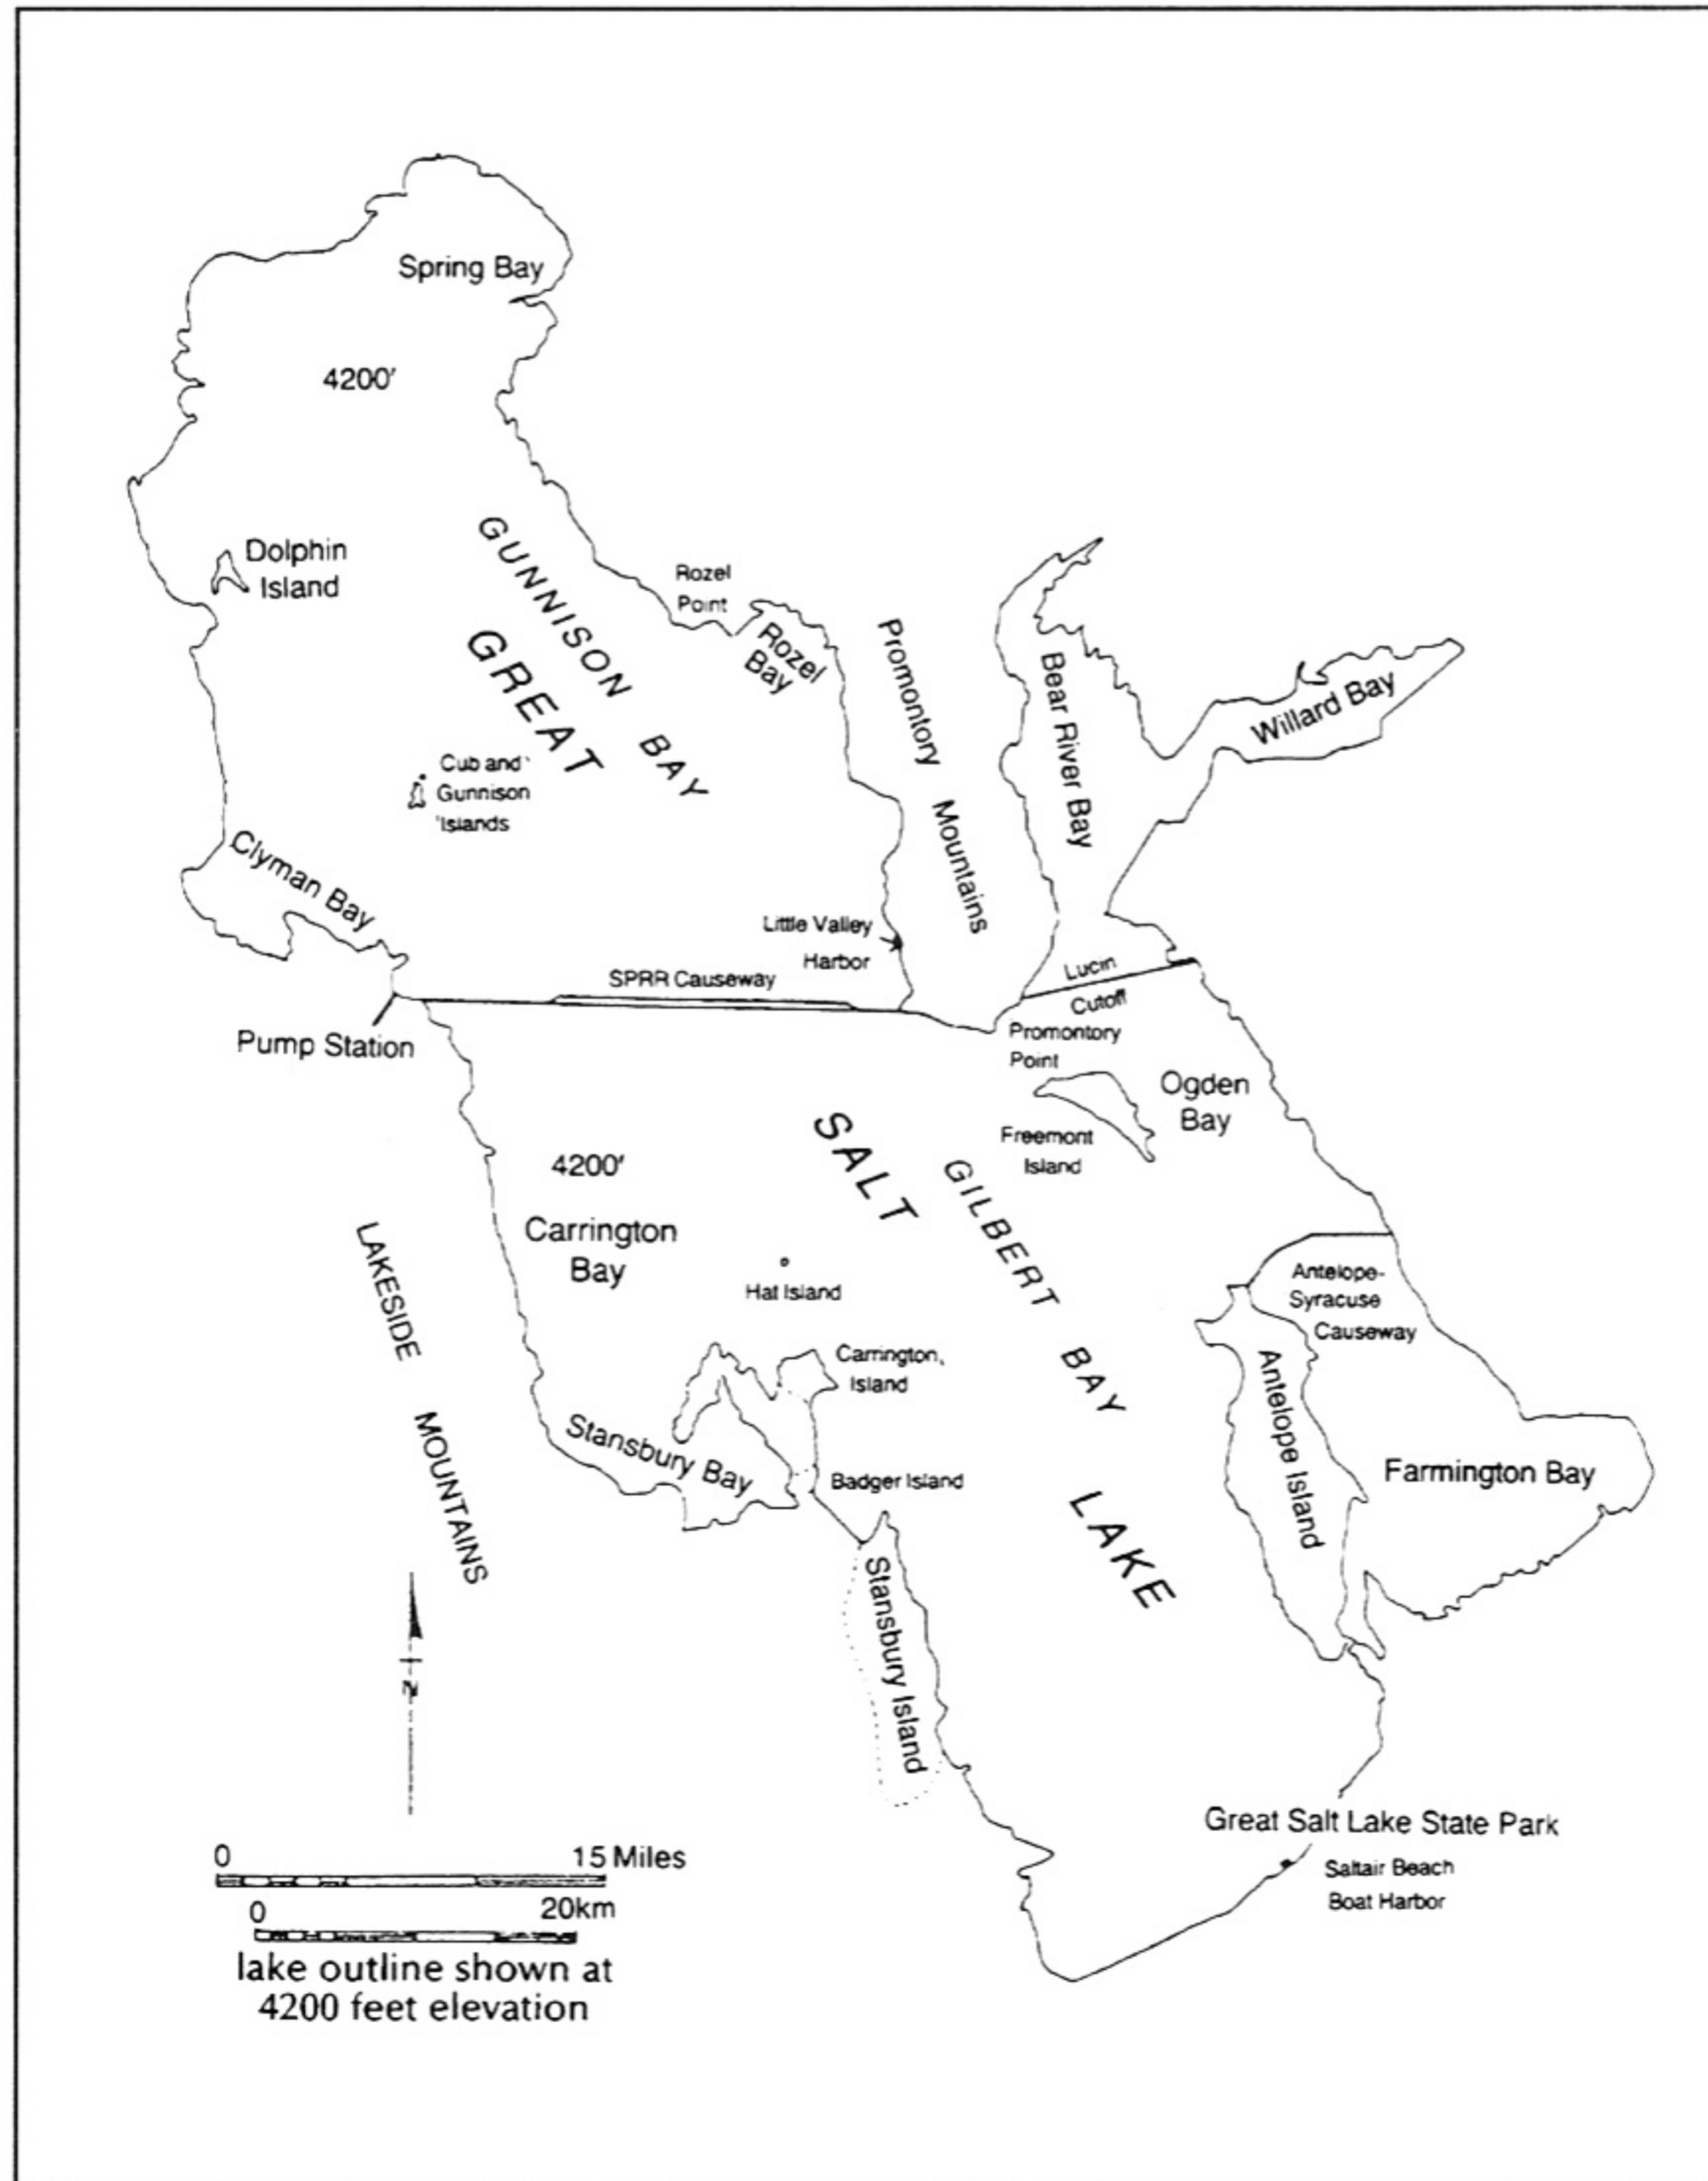 Spring Bay
4200'
Dolphin
Island
GUNNISON BAY
GREAT
Rozel
Point
Rozel
Bay
Promontory
Mountains
Bear River Bay
Willard Bay
Cub and
Gunnison
Islands
Clyman Bay
Little Valley
Harbor
SPRR Causeway
Lucin
Cutoff
Pump Station
Promontory
Point
Ogden
Bay
Freemont
Island
SALT
GILBERT BAY
4200'
Carrington
Bay
LAKESIDE
MOUNTAINS
Hat Island
Antelope-
Syracuse
Causeway
Carrington
Island
Antelope Island
Stansbury Bay
Badger Island
Farmington Bay
LAKE
Stansbury Island
N
Great Salt Lake State Park
Saltair Beach
Boat Harbor
0 15 Miles
0 20km
lake outline shown at
4200 feet elevation